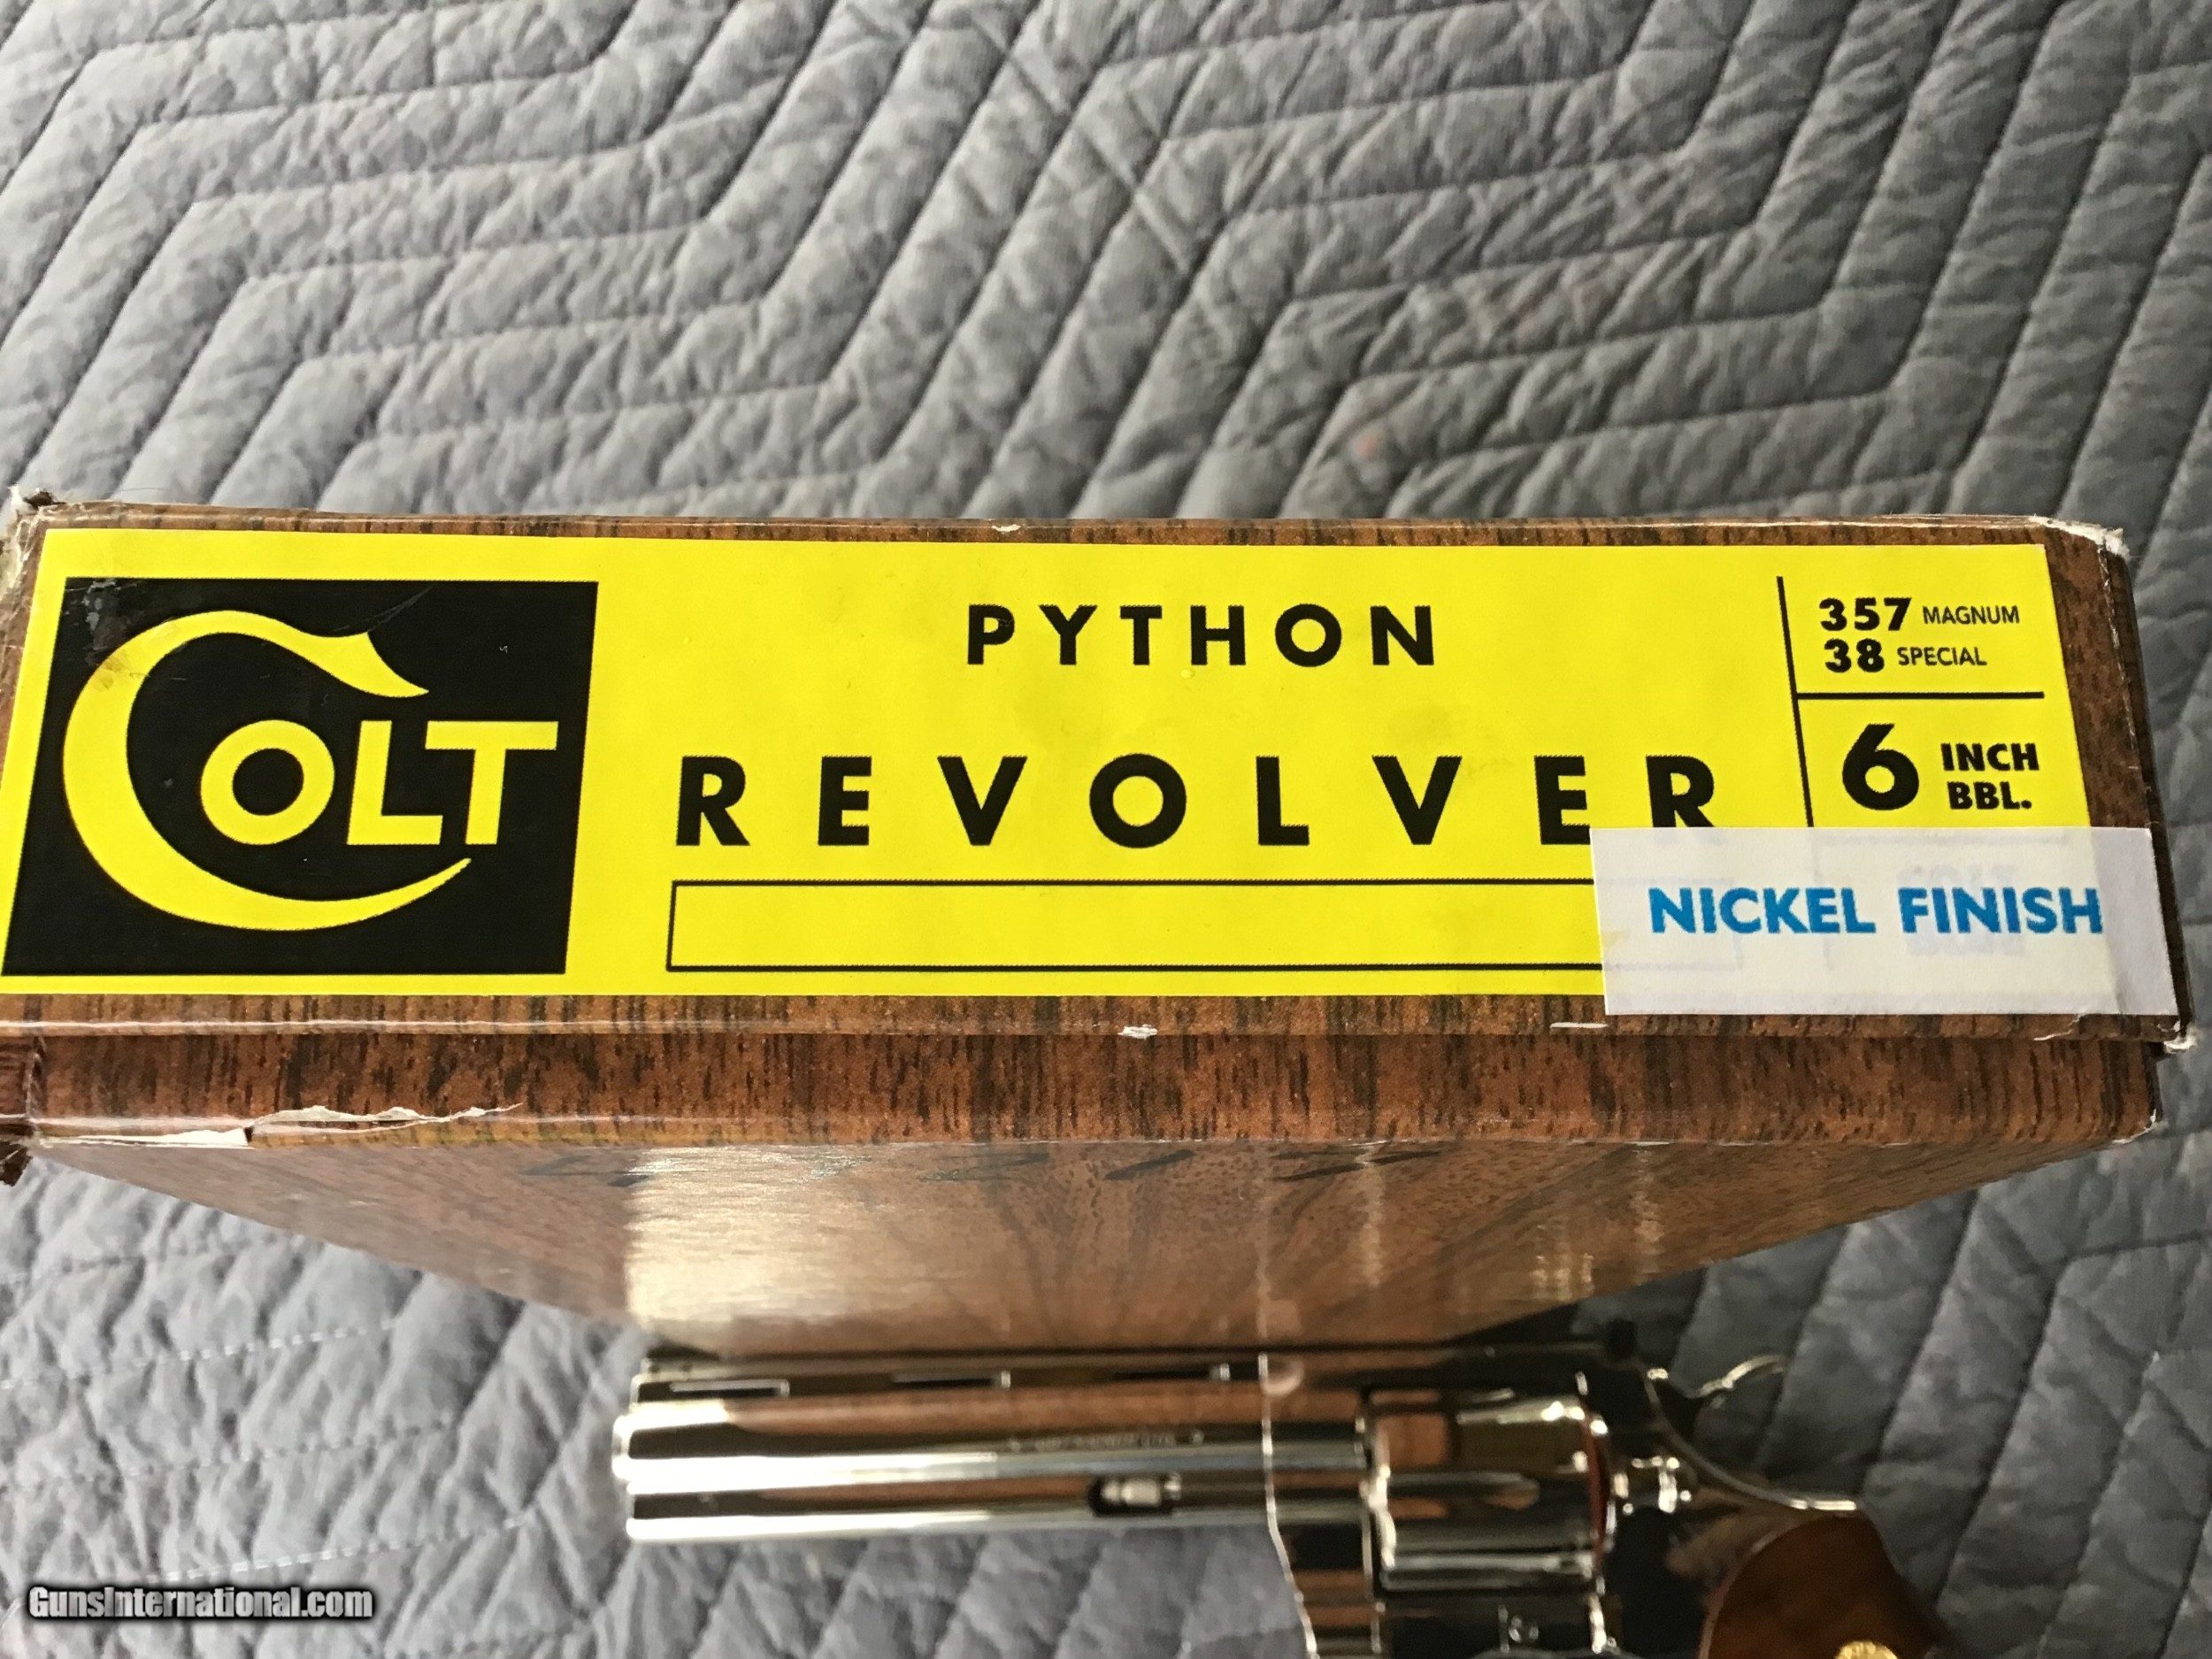 COLT
PYTHON
REVOLVER
357 MAGNUM
38 SPECIAL
6 INCH
BBL.
NICKEL FINISH
GunsInternational.com